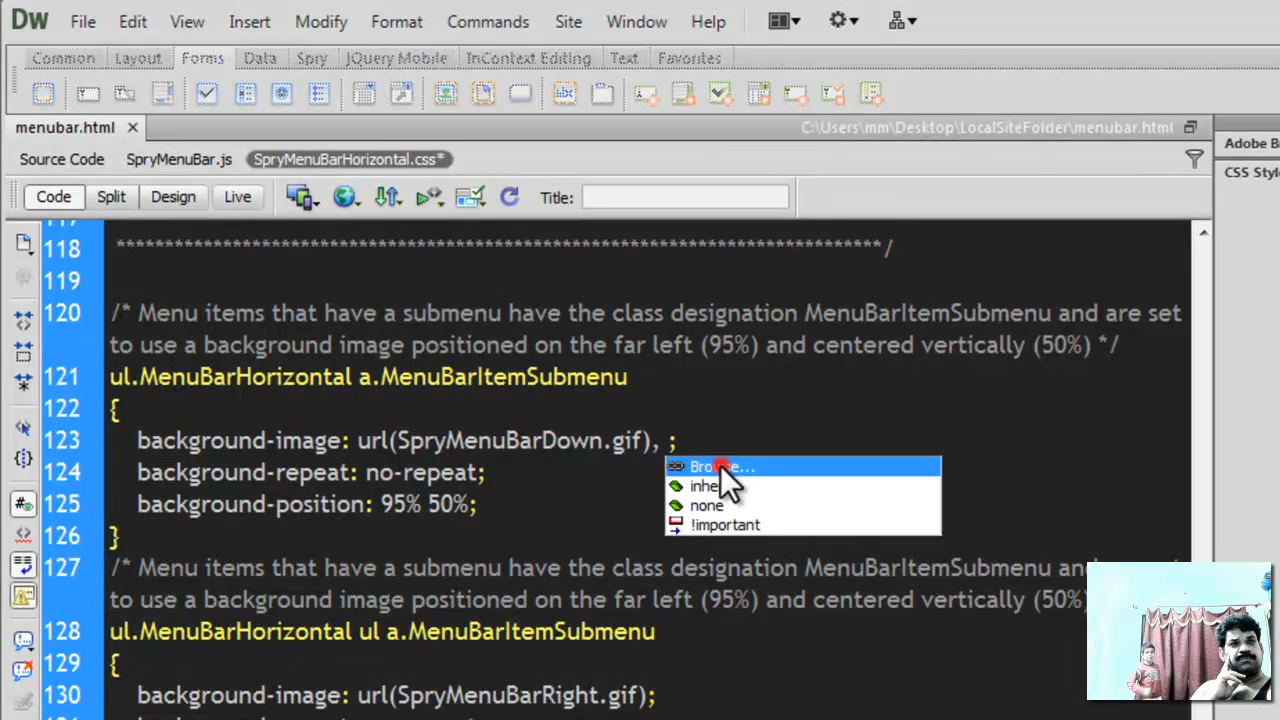 Dw File Edit View Insert Modify Format Commands Site Window Help
Common Layout Forms Data Spry jQuery Mobile InContext Editing Text Favorites
menubar.html C:\Users\mm\Desktop\LocalSiteFolder\menubar.html
Adobe B
Source Code SpryMenuBar.js SpryMenuBarHorizontal.css*
CSS Style
Code Split Design Live Title:
118 ******************************************************************************/
119
120 /* Menu items that have a submenu have the class designation MenuBarItemSubmenu and are set
to use a background image positioned on the far left (95%) and centered vertically (50%) */
121 ul.MenuBarHorizontal a.MenuBarItemSubmenu
122 {
123 background-image: url(SpryMenuBarDown.gif), ;
Browse...
124 background-repeat: no-repeat;
none
125 background-position: 95% 50%;
!important
126 }
127 /* Menu items that have a submenu have the class designation MenuBarItemSubmenu and are set
to use a background image positioned on the far left (95%) and centered vertically (50%)
128 ul.MenuBarHorizontal ul a.MenuBarItemSubmenu
129 {
130 background-image: url(SpryMenuBarRight.gif);